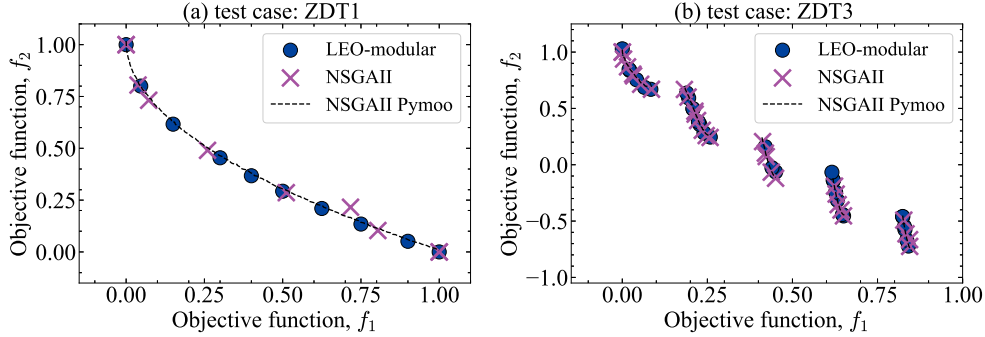 (a) test case: ZDT1
Objective function, f2
1.00
0.75
0.50
0.25
0.00
LEO-modular
NSGAII
NSGAII Pymoo
0.00 0.25 0.50 0.75 1.00
Objective function, f1
(b) test case: ZDT3
Objective function, f2
1.0
0.5
0.0
−0.5
−1.0
LEO-modular
NSGAII
NSGAII Pymoo
0.00 0.25 0.50 0.75 1.00
Objective function, f1